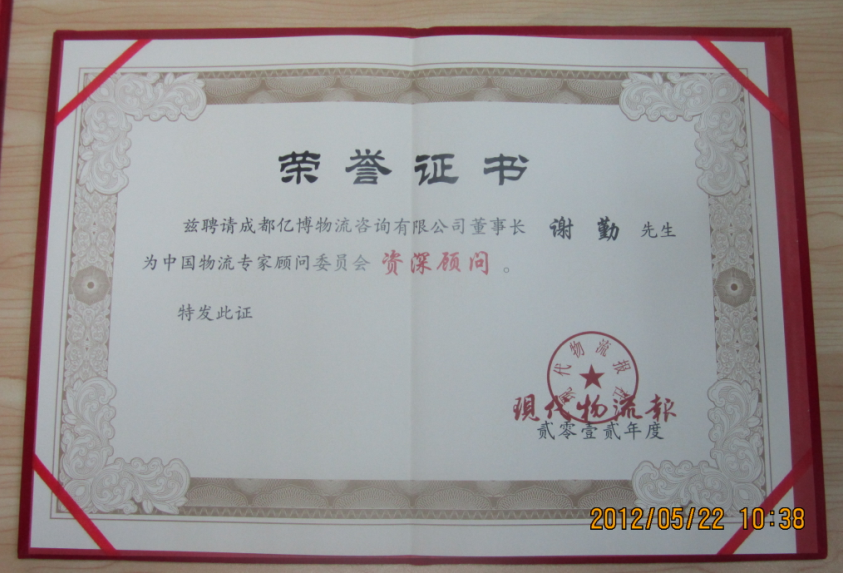 荣誉证书
兹聘请成都亿博物流咨询有限公司董事长 谢勤 先生
为中国物流专家顾问委员会 资深顾问。
特发此证
现代物流报社
現代物流報
贰零壹贰年度
2012/05/22 10:38